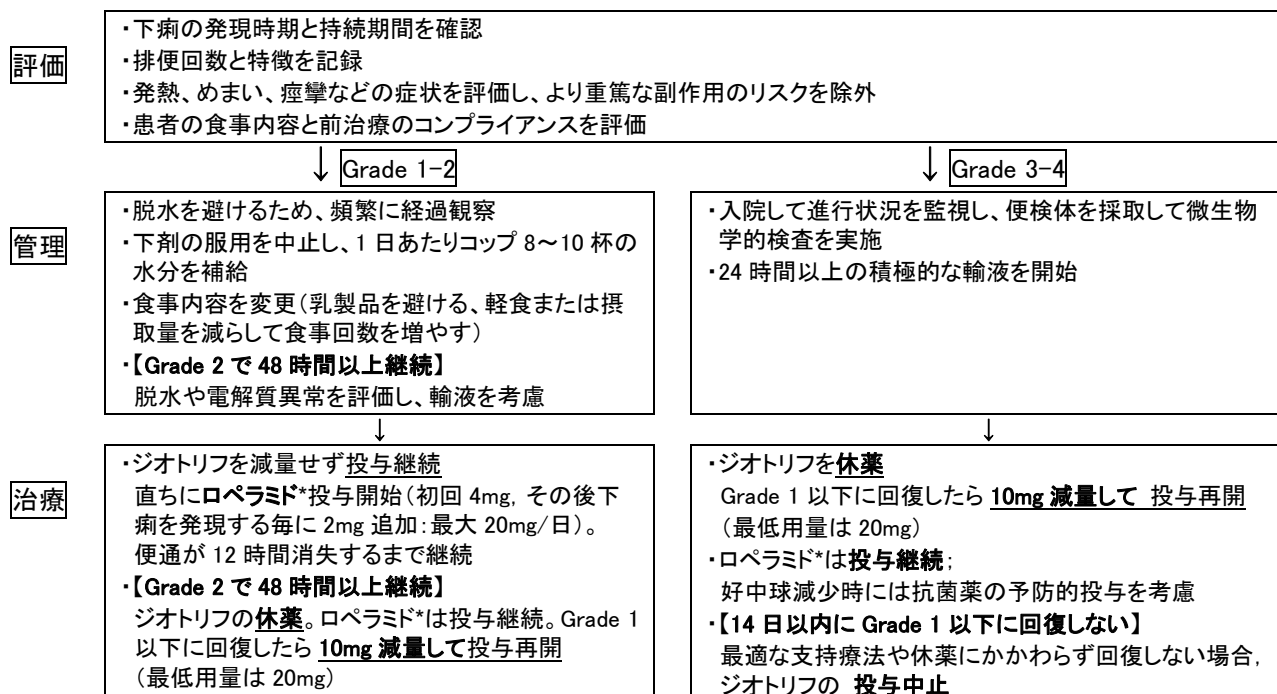 評価
・下痢の発現時期と持続期間を確認
・排便回数と特徴を記録
・発熱、めまい、痙攣などの症状を評価し、より重篤な副作用のリスクを除外
・患者の食事内容と前治療のコンプライアンスを評価
↓ Grade 1-2
↓ Grade 3-4
管理
・脱水を避けるため、頻繁に経過観察
・下剤の服用を中止し、1 日あたりコップ 8～10 杯の
水分を補給
・食事内容を変更（乳製品を避ける、軽食または摂
取量を減らして食事回数を増やす）
・【Grade 2 で 48 時間以上継続】
脱水や電解質異常を評価し、輸液を考慮
・入院して進行状況を監視し、便検体を採取して微生物
学的検査を実施
・24 時間以上の積極的な輸液を開始
↓
↓
治療
・ジオトリフを減量せず投与継続
直ちにロペラミド*投与開始（初回 4mg, その後下
痢を発現する毎に 2mg 追加：最大 20mg/日）。
便通が 12 時間消失するまで継続
・【Grade 2 で 48 時間以上継続】
ジオトリフの休薬。ロペラミド*は投与継続。Grade 1
以下に回復したら 10mg 減量して投与再開
（最低用量は 20mg）
・ジオトリフを休薬
Grade 1 以下に回復したら 10mg 減量して 投与再開
（最低用量は 20mg）
・ロペラミド*は投与継続；
好中球減少時には抗菌薬の予防的投与を考慮
・【14 日以内に Grade 1 以下に回復しない】
最適な支持療法や休薬にかかわらず回復しない場合,
ジオトリフの 投与中止